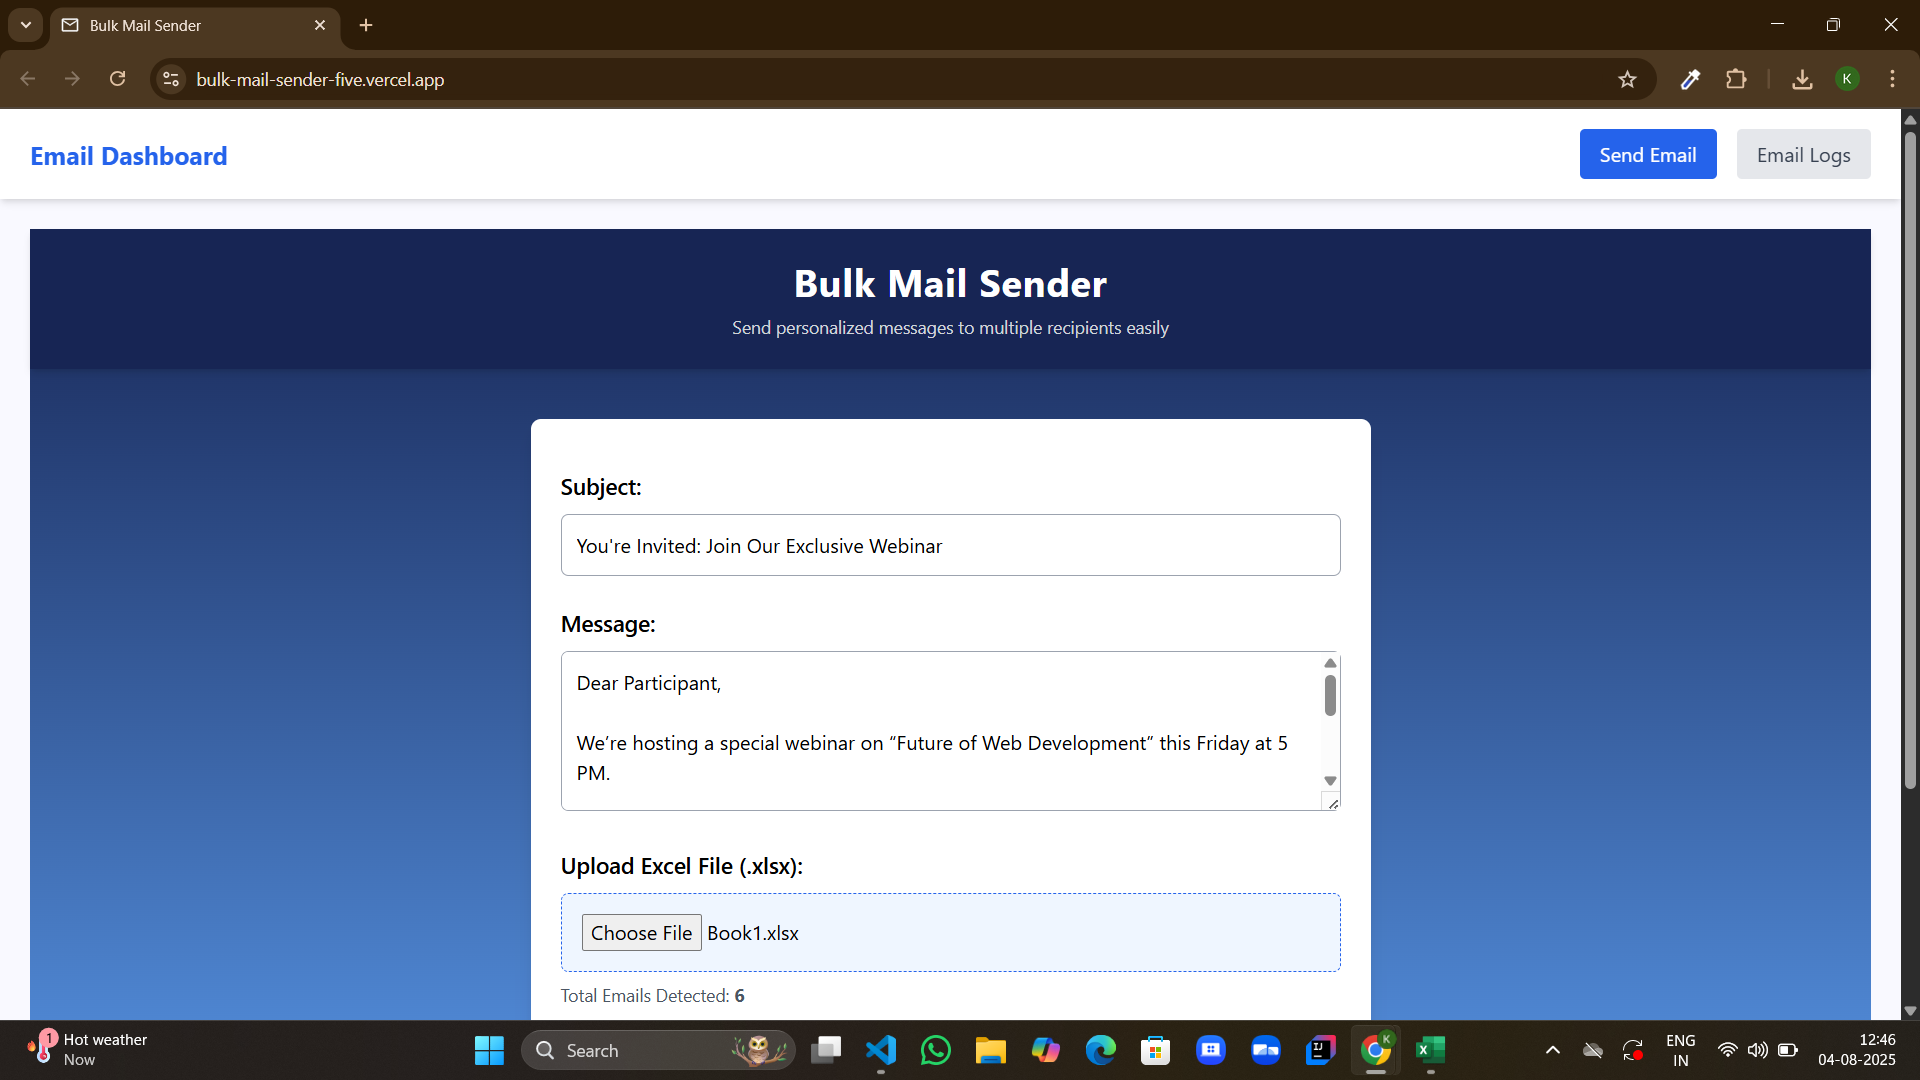 Bulk Mail Sender
bulk-mail-sender-five.vercel.app
K
Email Dashboard
Send Email
Email Logs
Bulk Mail Sender
Send personalized messages to multiple recipients easily
Subject:
You're Invited: Join Our Exclusive Webinar
Message:
Dear Participant,
We’re hosting a special webinar on “Future of Web Development” this Friday at 5
PM.
Upload Excel File (.xlsx):
Choose File Book1.xlsx
Total Emails Detected: 6
1
Hot weather
Now
Search
IJ
K
X
ENG
IN
12:46
04-08-2025